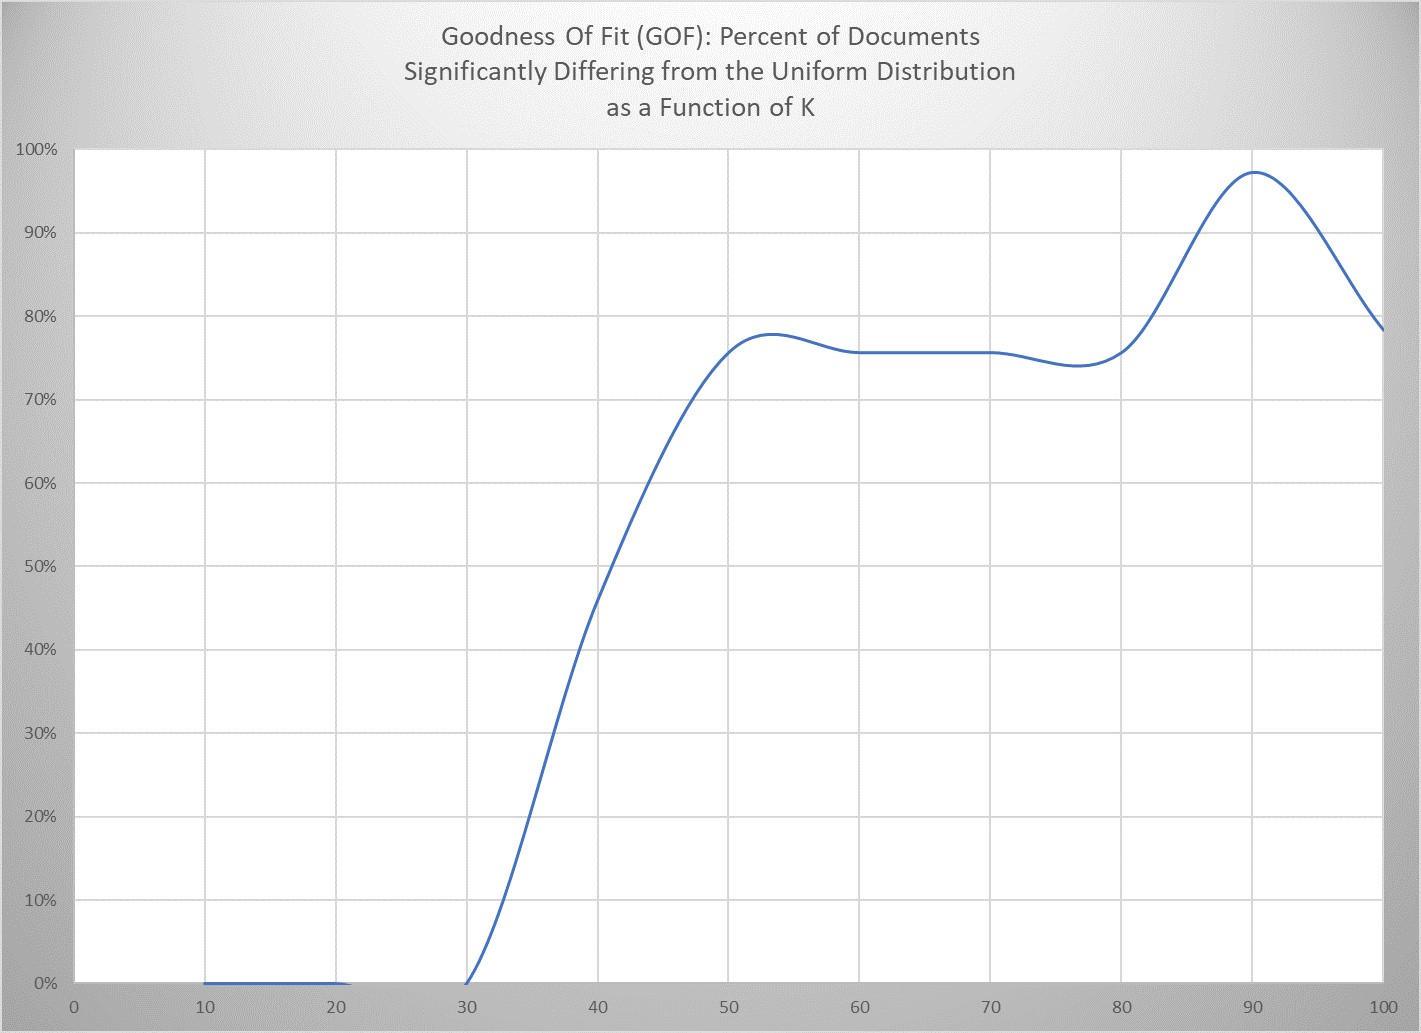 Goodness Of Fit (GOF): Percent of Documents
Significantly Differing from the Uniform Distribution
as a Function of K
100%
90%
80%
70%
60%
50%
40%
30%
20%
10%
0%
0 10 20 30 40 50 60 70 80 90 100